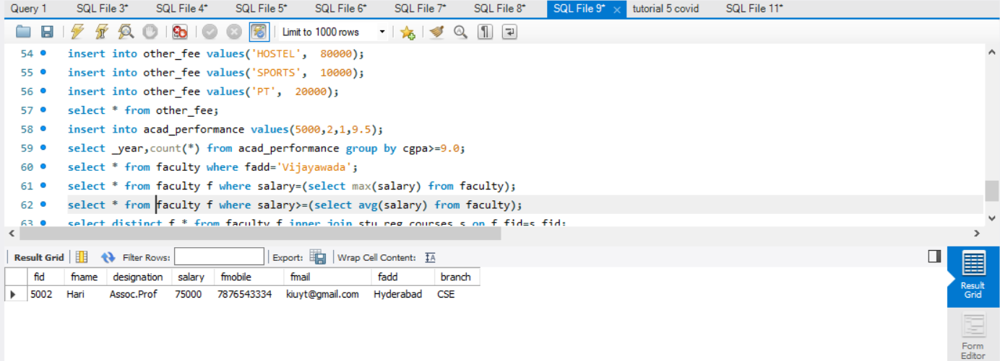 Query 1 SQL File 3* SQL File 4* SQL File 5* SQL File 6* SQL File 7* SQL File 8* SQL File 9* × tutorial 5 covid SQL File 11*
Limit to 1000 rows
54 insert into other_fee values('HOSTEL',  80000);
55 insert into other_fee values('SPORTS',  10000);
56 insert into other_fee values('PT',  20000);
57 select * from other_fee;
58 insert into acad_performance values(5000,2,1,9.5);
59 select _year,count(*) from acad_performance group by cgpa>=9.0;
60 select * from faculty where fadd='Vijayawada';
61 select * from faculty f where salary=(select max(salary) from faculty);
62 select * from faculty f where salary>=(select avg(salary) from faculty);
63 select distinct f.* from faculty f inner join stu_reg_courses s on f.fid=s.fid;
Result Grid Filter Rows: Export: Wrap Cell Content:
fid fname designation salary fmobile fmail fadd branch
5002 Hari Assoc.Prof 75000 7876543334 kiuyt@gmail.com Hyderabad CSE
Result
Grid
Form
Editor